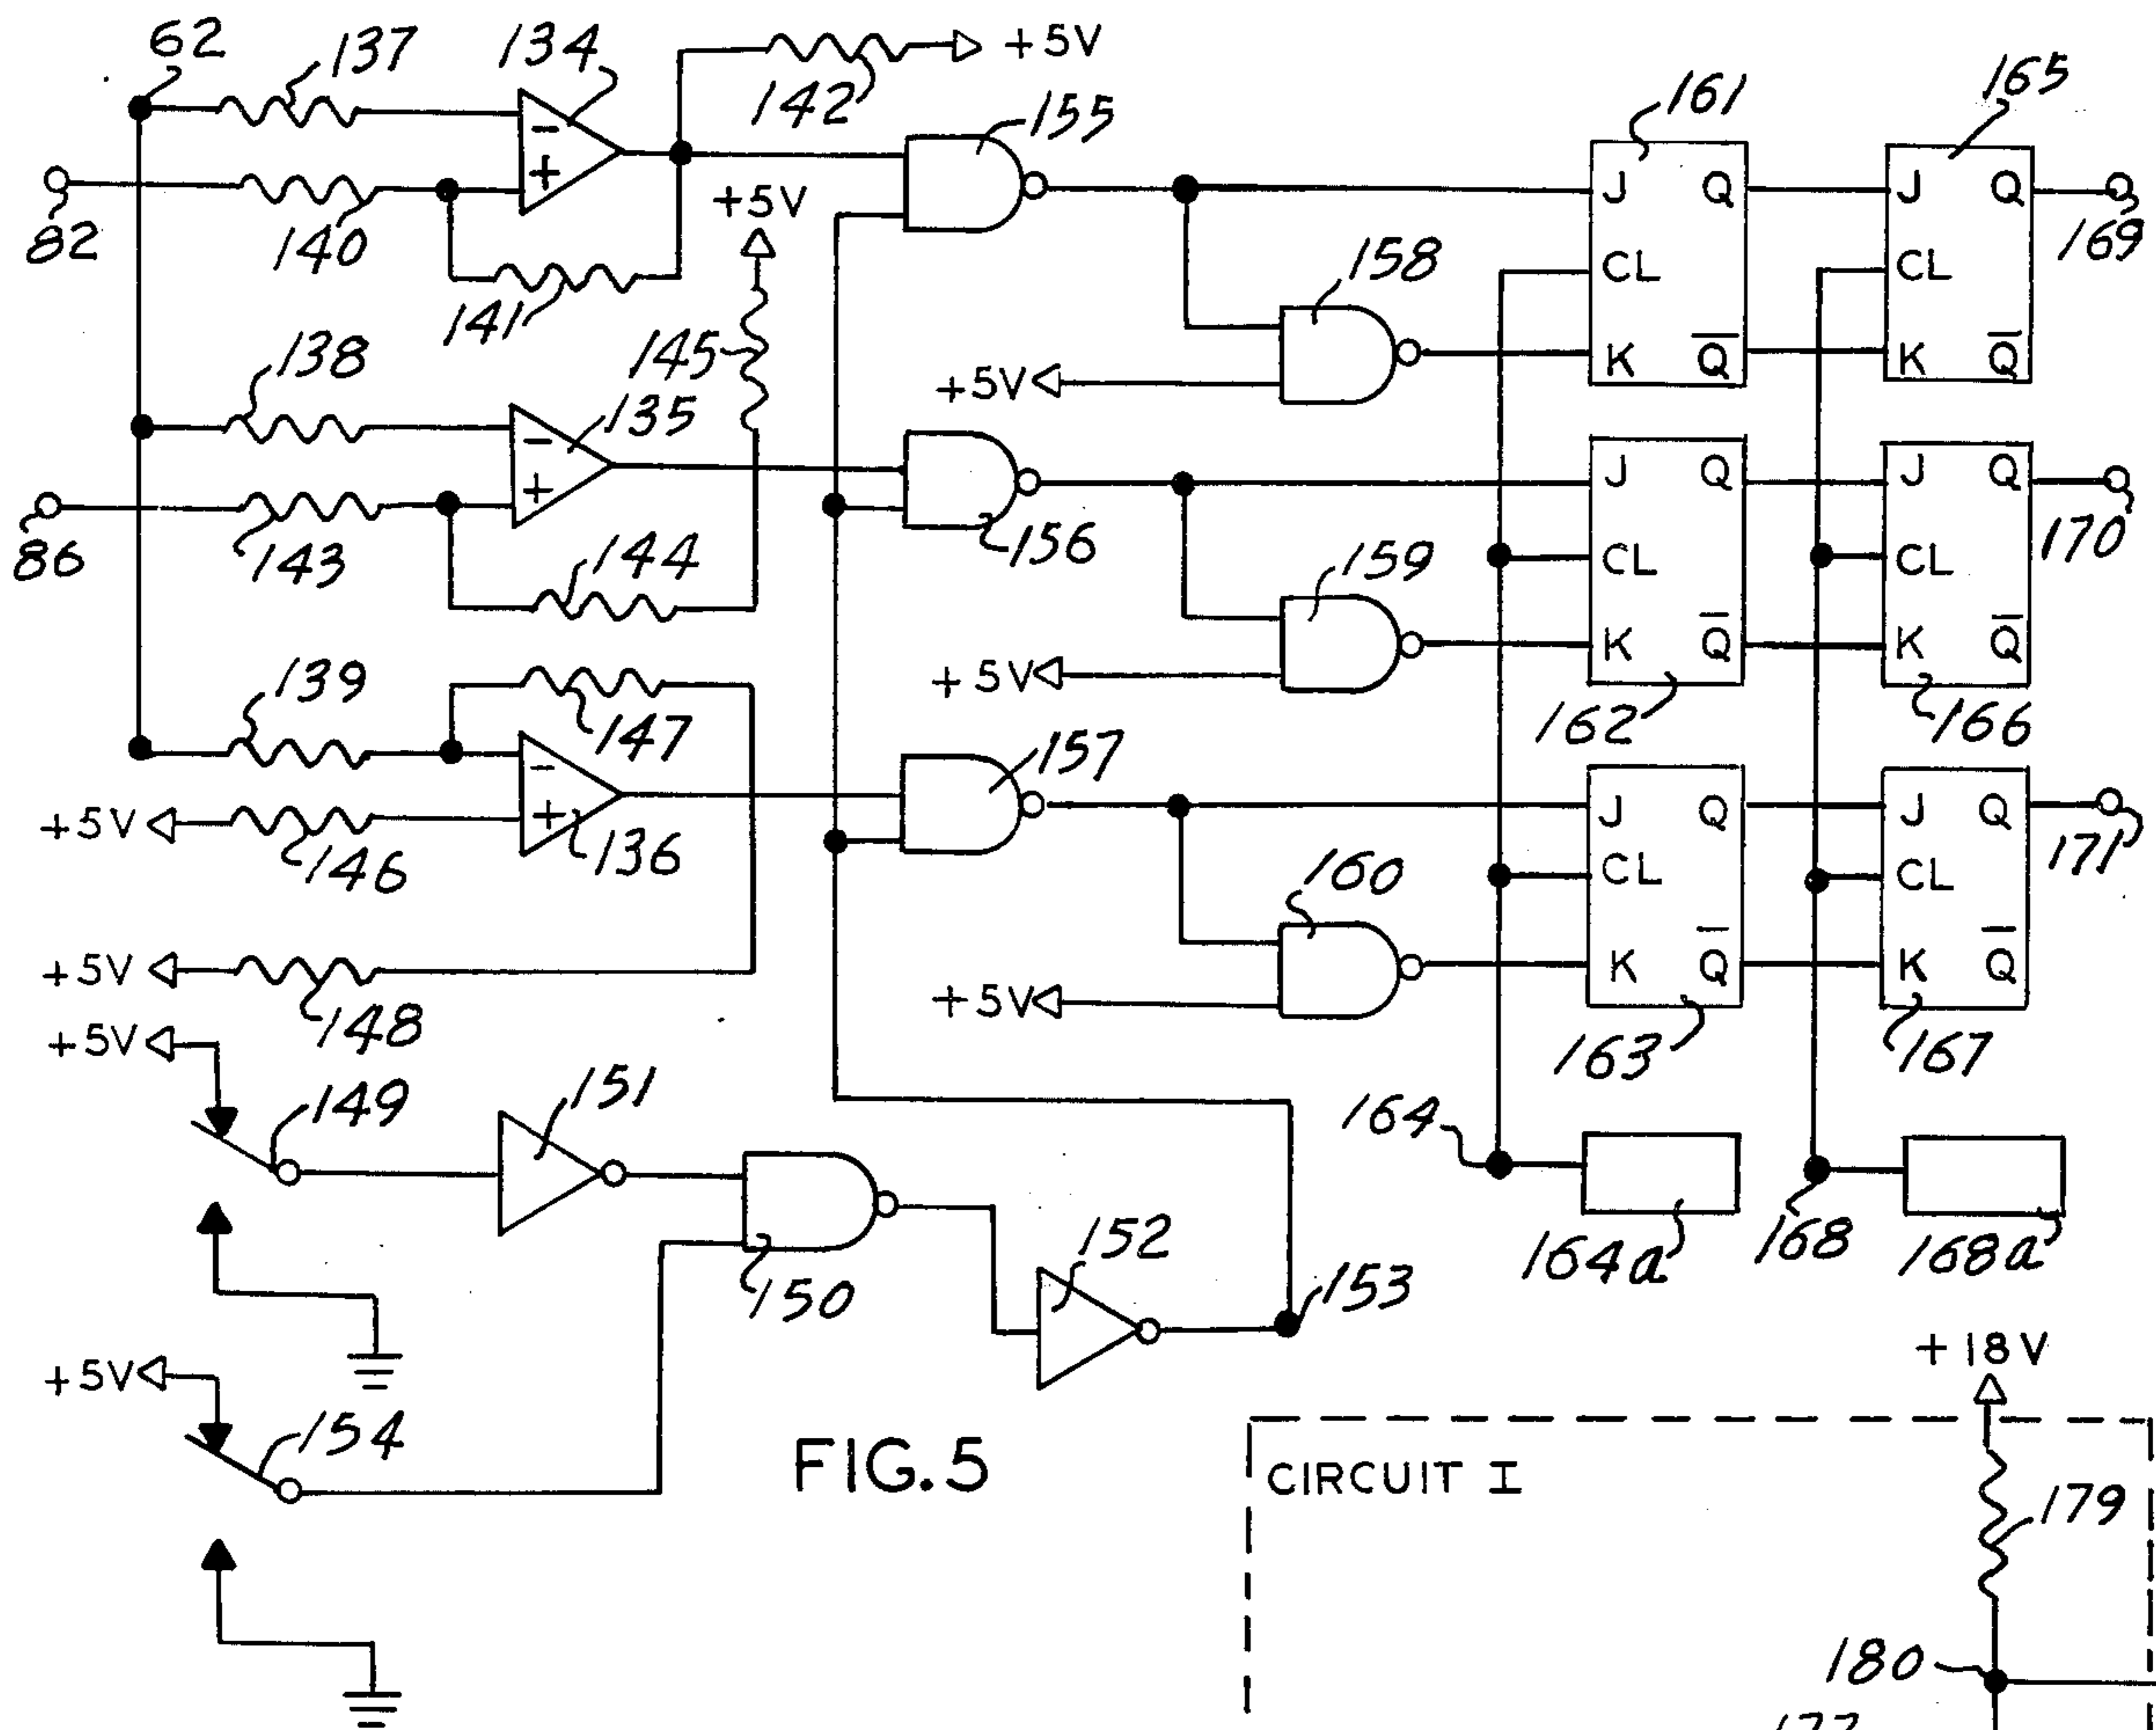 62 137 134 +5V
142 155 161 165
82 140 +5V J Q J Q 169
141 158 CL CL
138 145 +5V K Q̅ K Q̅
- +
135
- +
86 143 144 156 J Q J Q 170
159 CL CL
+5V K Q̅ K Q̅
139 147 162 166
- +
+5V 146 136 157 J Q J Q 171
160 CL CL
+5V 148 +5V K Q̅ K Q̅
163 167
+5V 149 151 164 164a 168 168a
150 152 153
+5V 154
FIG. 5
+18V
CIRCUIT I
179
180
177